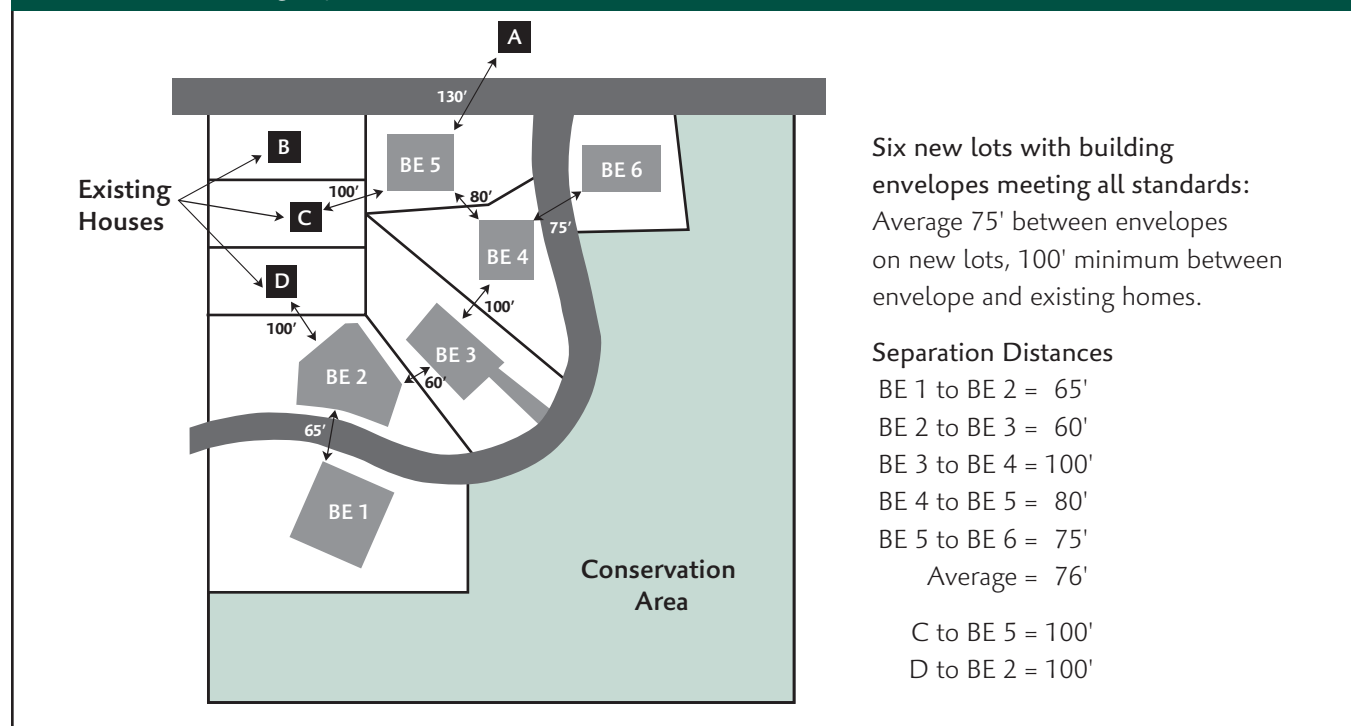 A
130'
B
BE 5
BE 6
Existing
Houses
100'
80'
C
75'
BE 4
D
100'
100'
BE 3
BE 2
60'
65'
BE 1
Conservation
Area
Six new lots with building
envelopes meeting all standards:
Average 75' between envelopes
on new lots, 100' minimum between
envelope and existing homes.
Separation Distances
BE 1 to BE 2 = 65'
BE 2 to BE 3 = 60'
BE 3 to BE 4 = 100'
BE 4 to BE 5 = 80'
BE 5 to BE 6 = 75'
Average = 76'
C to BE 5 = 100'
D to BE 2 = 100'